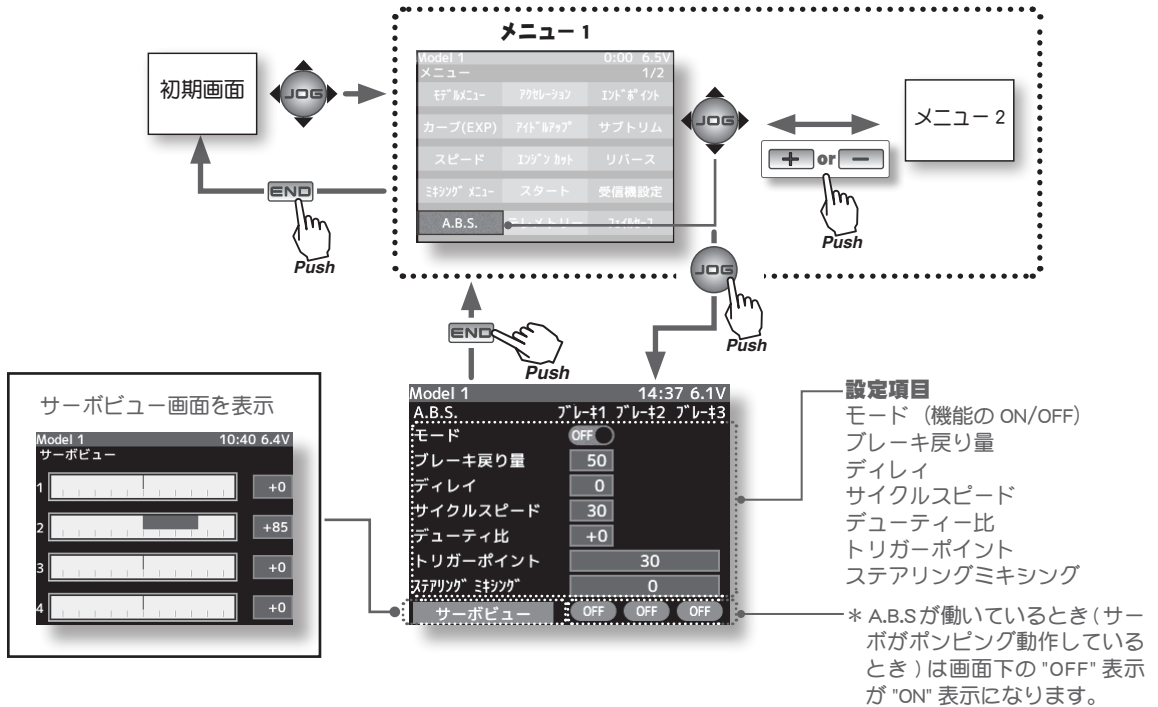 メニュー 1
初期画面
JOG
END
Push
Model 1 0:00 6.5V
メニュー 1/2
ﾓﾃﾞﾙﾒﾆｭｰ ｱｸｾﾚｰｼｮﾝ ｴﾝﾄﾞﾎﾟｲﾝﾄ
カーブ(EXP) ｱｲﾄﾞﾙｱｯﾌﾟ サブトリム
スピード ｴﾝｼﾞﾝ ｶｯﾄ リバース
ﾐｷｼﾝｸﾞ ﾒﾆｭｰ スタート 受信機設定
A.B.S. テレメトリー ﾌｪｲﾙｾｰﾌ
JOG
+ or −
Push
メニュー 2
JOG
Push
END
Push
サーボビュー画面を表示
Model 1 10:40 6.4V
サーボビュー
1 +0
2 +85
3 +0
4 +0
Model 1 14:37 6.1V
A.B.S. ﾌﾞﾚｰｷ1 ﾌﾞﾚｰｷ2 ﾌﾞﾚｰｷ3
モード OFF
ブレーキ戻り量 50
ディレイ 0
サイクルスピード 30
デューティ比 +0
トリガーポイント 30
ｽﾃｱﾘﾝｸﾞ ﾐｷｼﾝｸﾞ 0
サーボビュー OFF OFF OFF
設定項目
モード（機能の ON/OFF）
ブレーキ戻り量
ディレイ
サイクルスピード
デューティー比
トリガーポイント
ステアリングミキシング
＊ A.B.Sが働いているとき ( サー
ボがポンピング動作している
とき ) は画面下の "OFF" 表示
が "ON" 表示になります。